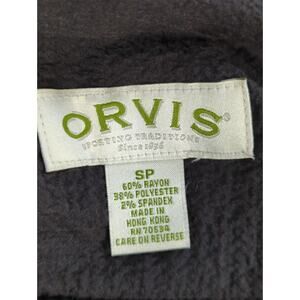 ORVIS®
SPORTING TRADITIONS
Since 1856
SP
60% RAYON
38% POLYESTER
2% SPANDEX
MADE IN
HONG KONG
RN 70534
CARE ON REVERSE